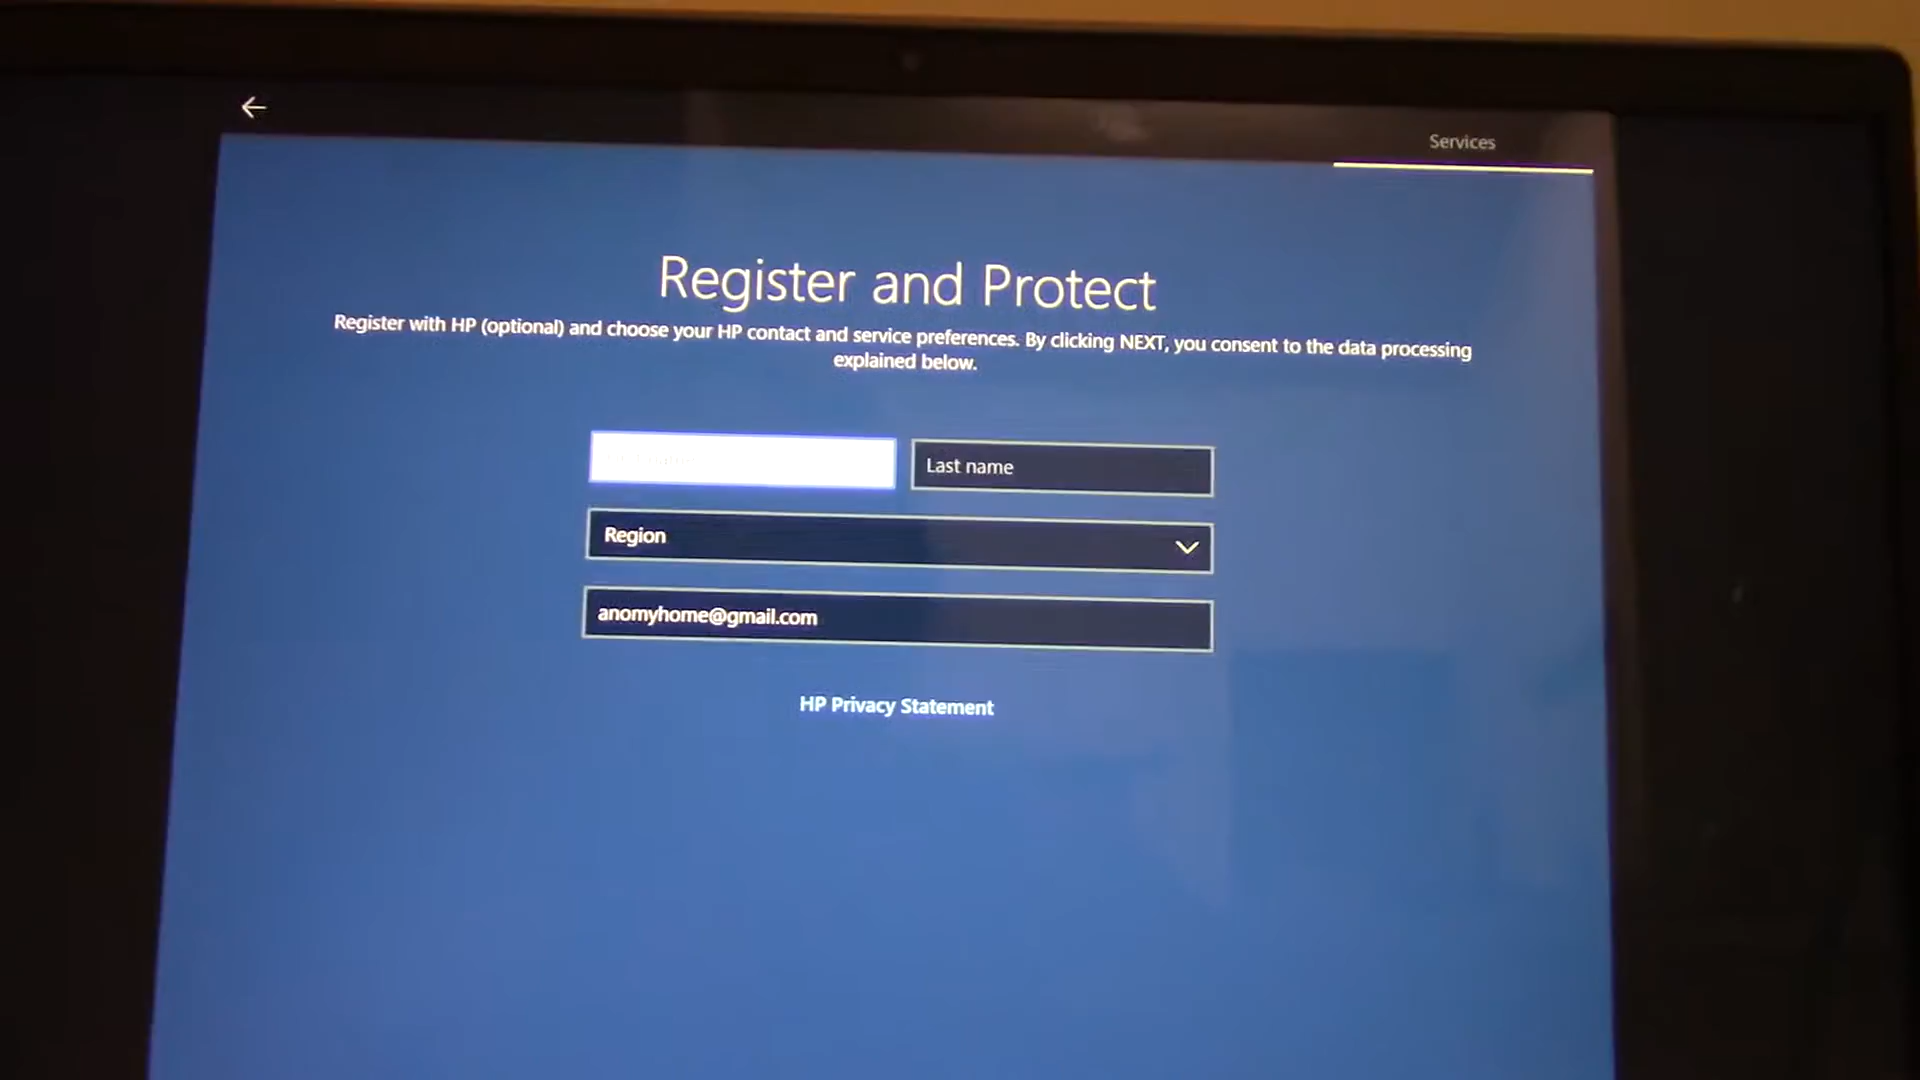 Services
Register and Protect
Register with HP (optional) and choose your HP contact and service preferences. By clicking NEXT, you consent to the data processing
explained below.
Last name
Region
anomyhome@gmail.com
HP Privacy Statement